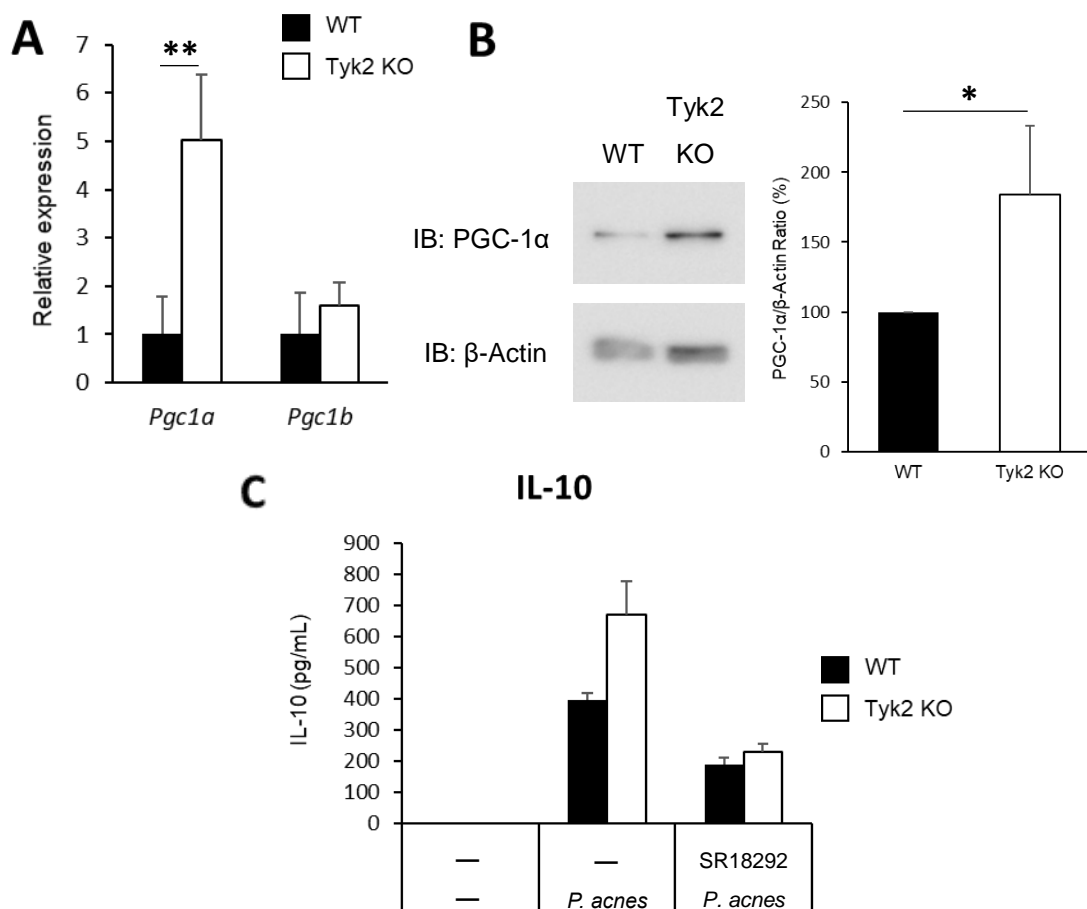 A
WT
Tyk2 KO
**
7
6
5
4
3
2
1
0
Relative expression
Pgc1a Pgc1b
B
Tyk2
WT KO
IB: PGC-1α
IB: β-Actin
*
250
200
150
100
50
0
PGC-1α/β-Actin Ratio (%)
WT Tyk2 KO
C
IL-10
900
800
700
600
500
400
300
200
100
0
IL-10 (pg/mL)
WT
Tyk2 KO
— — SR18292
— P. acnes P. acnes